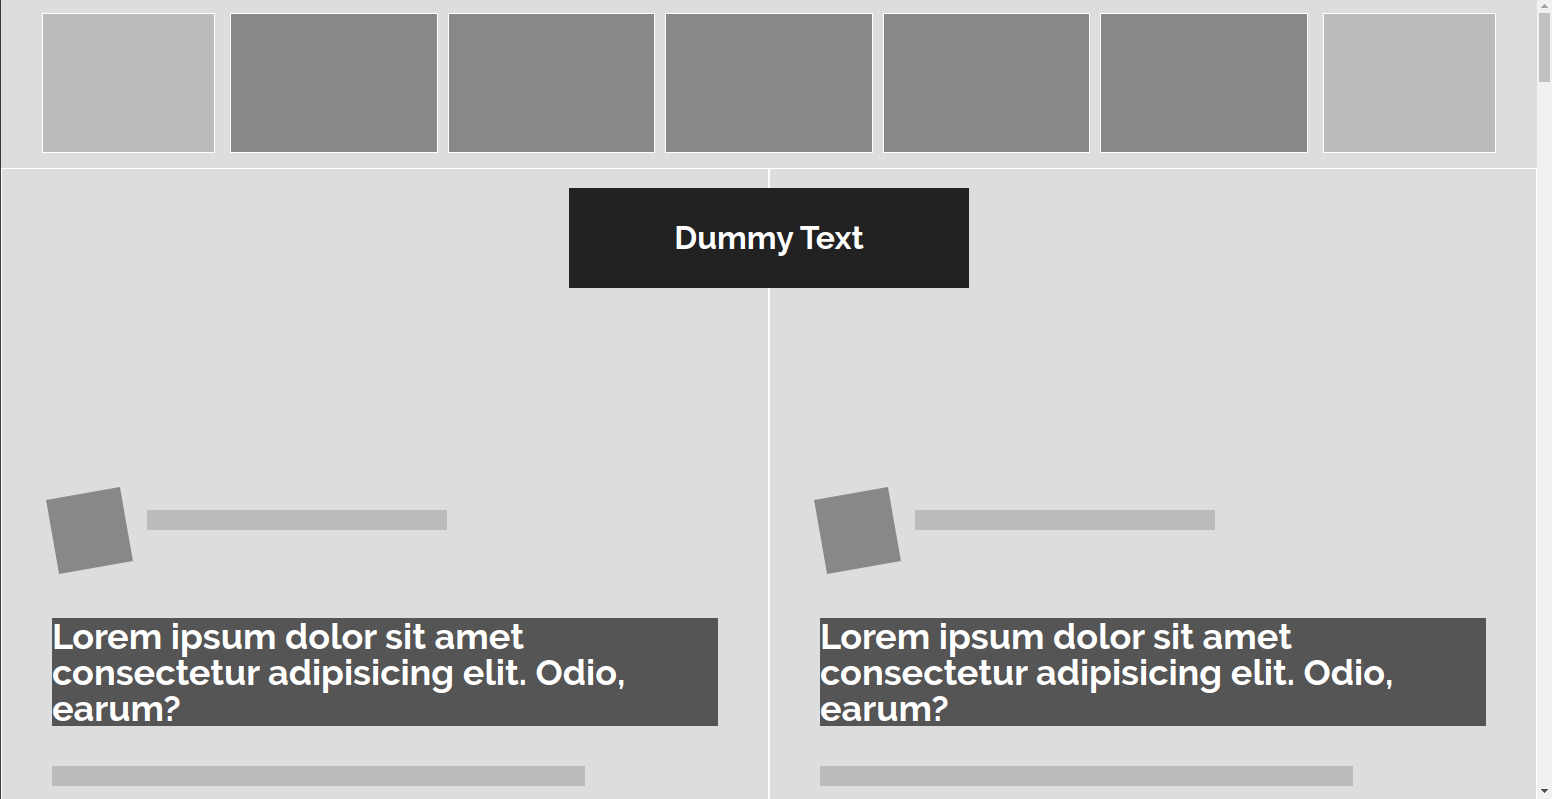 Dummy Text
Lorem ipsum dolor sit amet
consectetur adipisicing elit. Odio,
earum?
Lorem ipsum dolor sit amet
consectetur adipisicing elit. Odio,
earum?